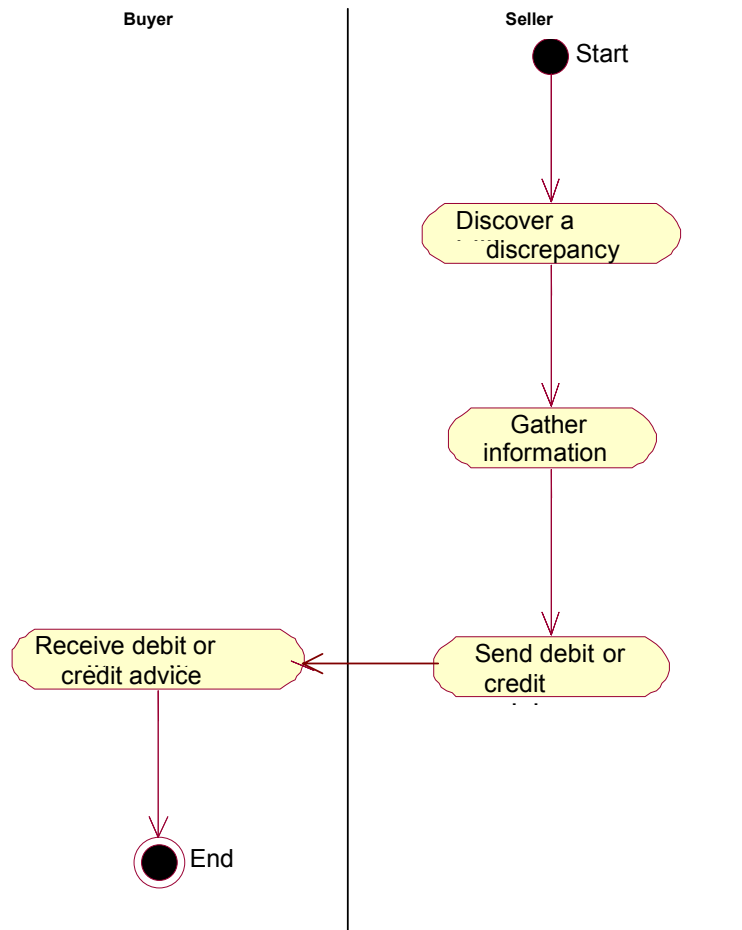 Buyer
Seller
Start
Discover a
discrepancy
Gather
information
Receive debit or
credit advice
Send debit or
credit
End